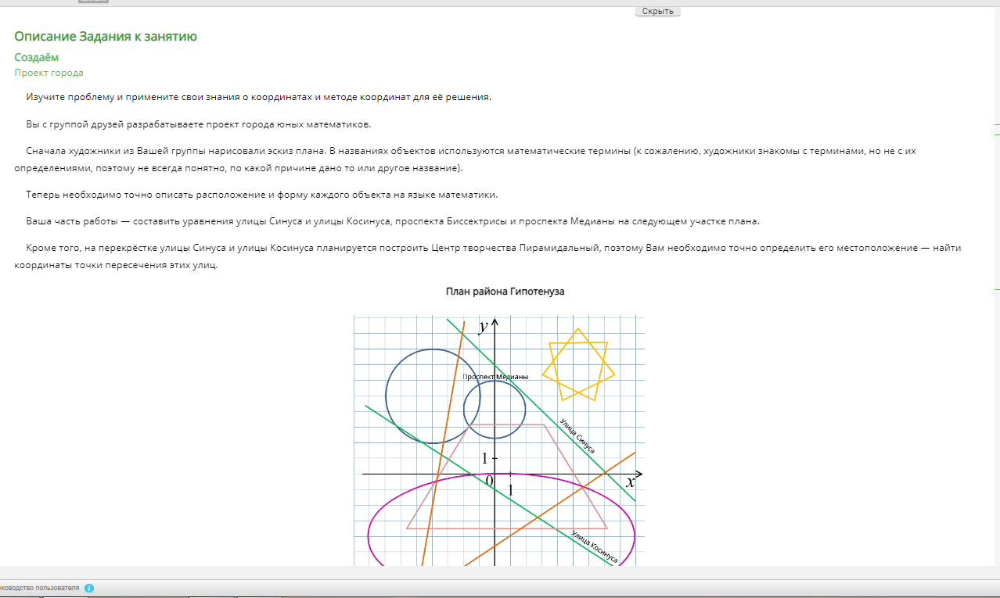 Скрыть
Описание Задания к занятию
Создаём
Проект города
Изучите проблему и примените свои знания о координатах и методе координат для её решения.
Вы с группой друзей разрабатываете проект города юных математиков.
Сначала художники из Вашей группы нарисовали эскиз плана. В названиях объектов используются математические термины (к сожалению, художники знакомы с терминами, но не с их
определениями, поэтому не всегда понятно, по какой причине дано то или другое название).
Теперь необходимо точно описать расположение и форму каждого объекта на языке математики.
Ваша часть работы — составить уравнения улицы Синуса и улицы Косинуса, проспекта Биссектрисы и проспекта Медианы на следующем участке плана.
Кроме того, на перекрёстке улицы Синуса и улицы Косинуса планируется построить Центр творчества Пирамидальный, поэтому Вам необходимо точно определить его местоположение — найти
координаты точки пересечения этих улиц.
План района Гипотенуза
y
Проспект Медианы
Улица Синуса
1
0
1
x
Улица Косинуса
уководство пользователя i